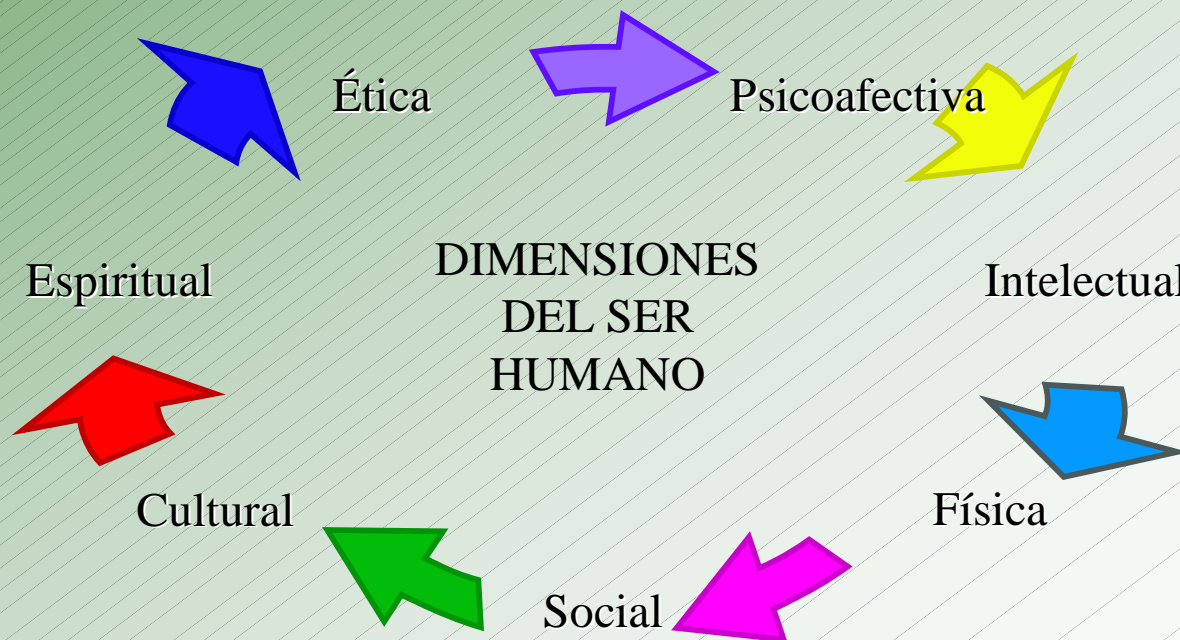 Ética
Psicoafectiva
DIMENSIONES
DEL SER
HUMANO
Espiritual
Intelectual
Cultural
Física
Social